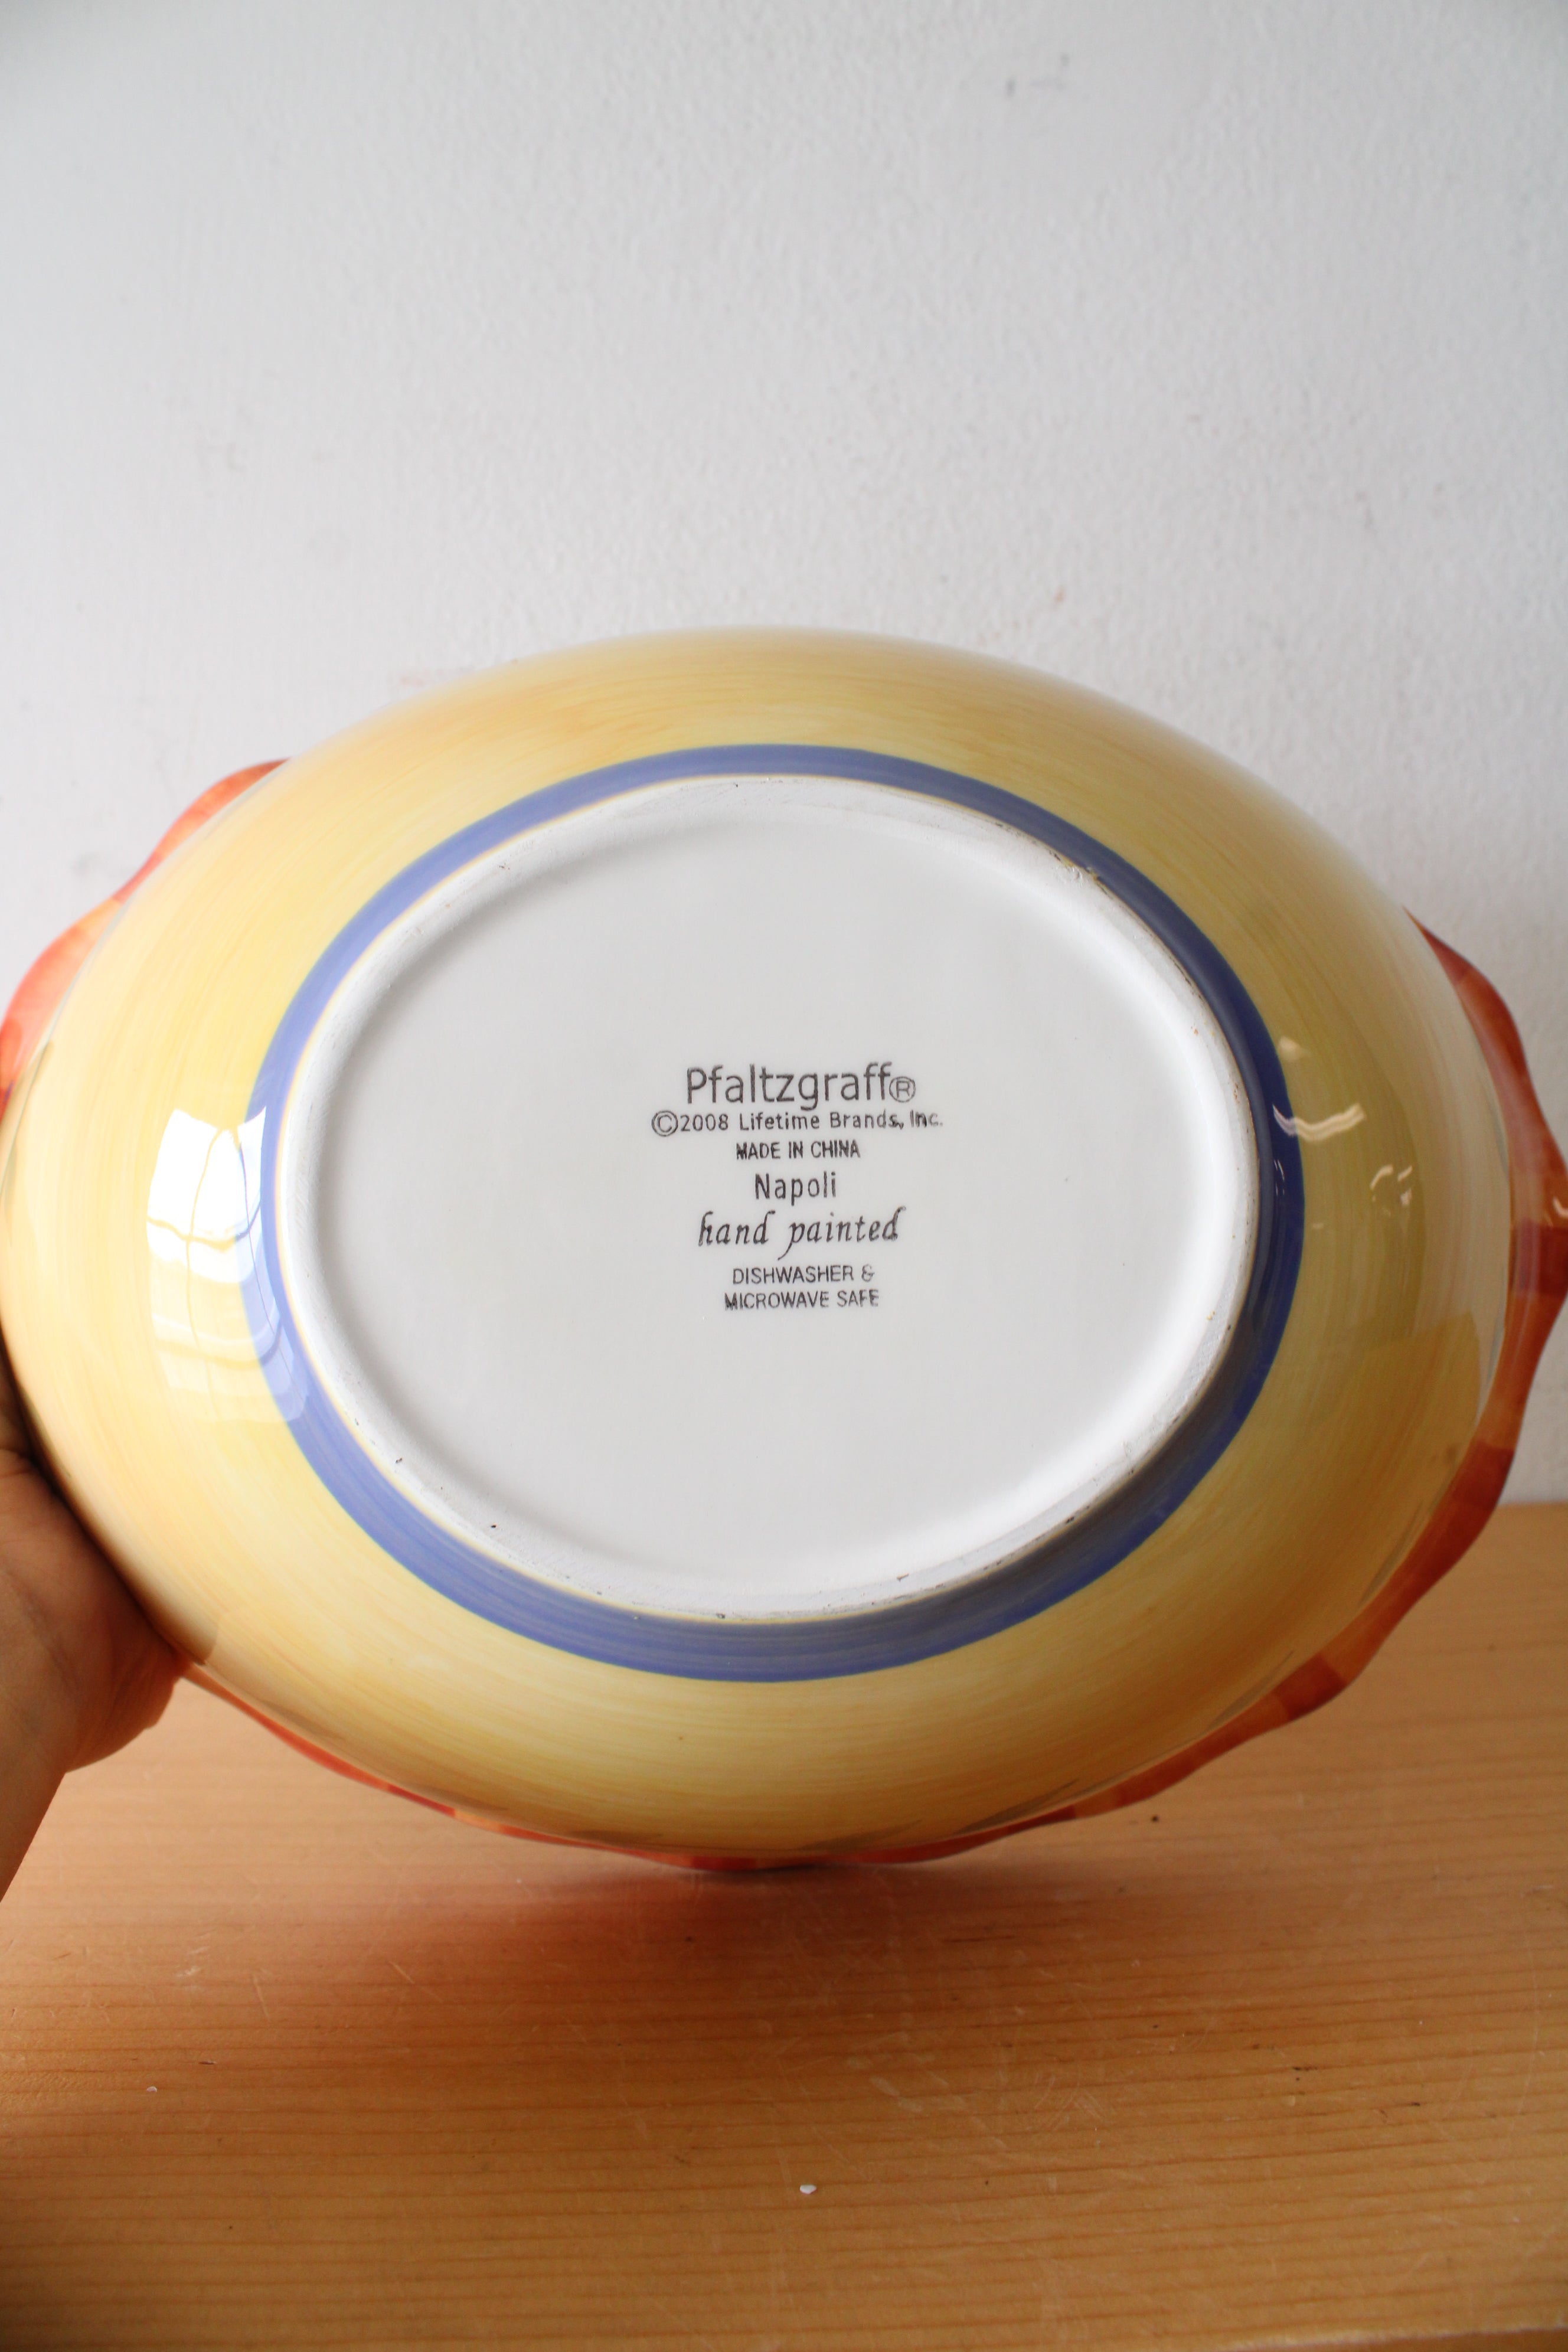 Pfaltzgraff®
©2008 Lifetime Brands, Inc.
MADE IN CHINA
Napoli
hand painted
DISHWASHER &
MICROWAVE SAFE